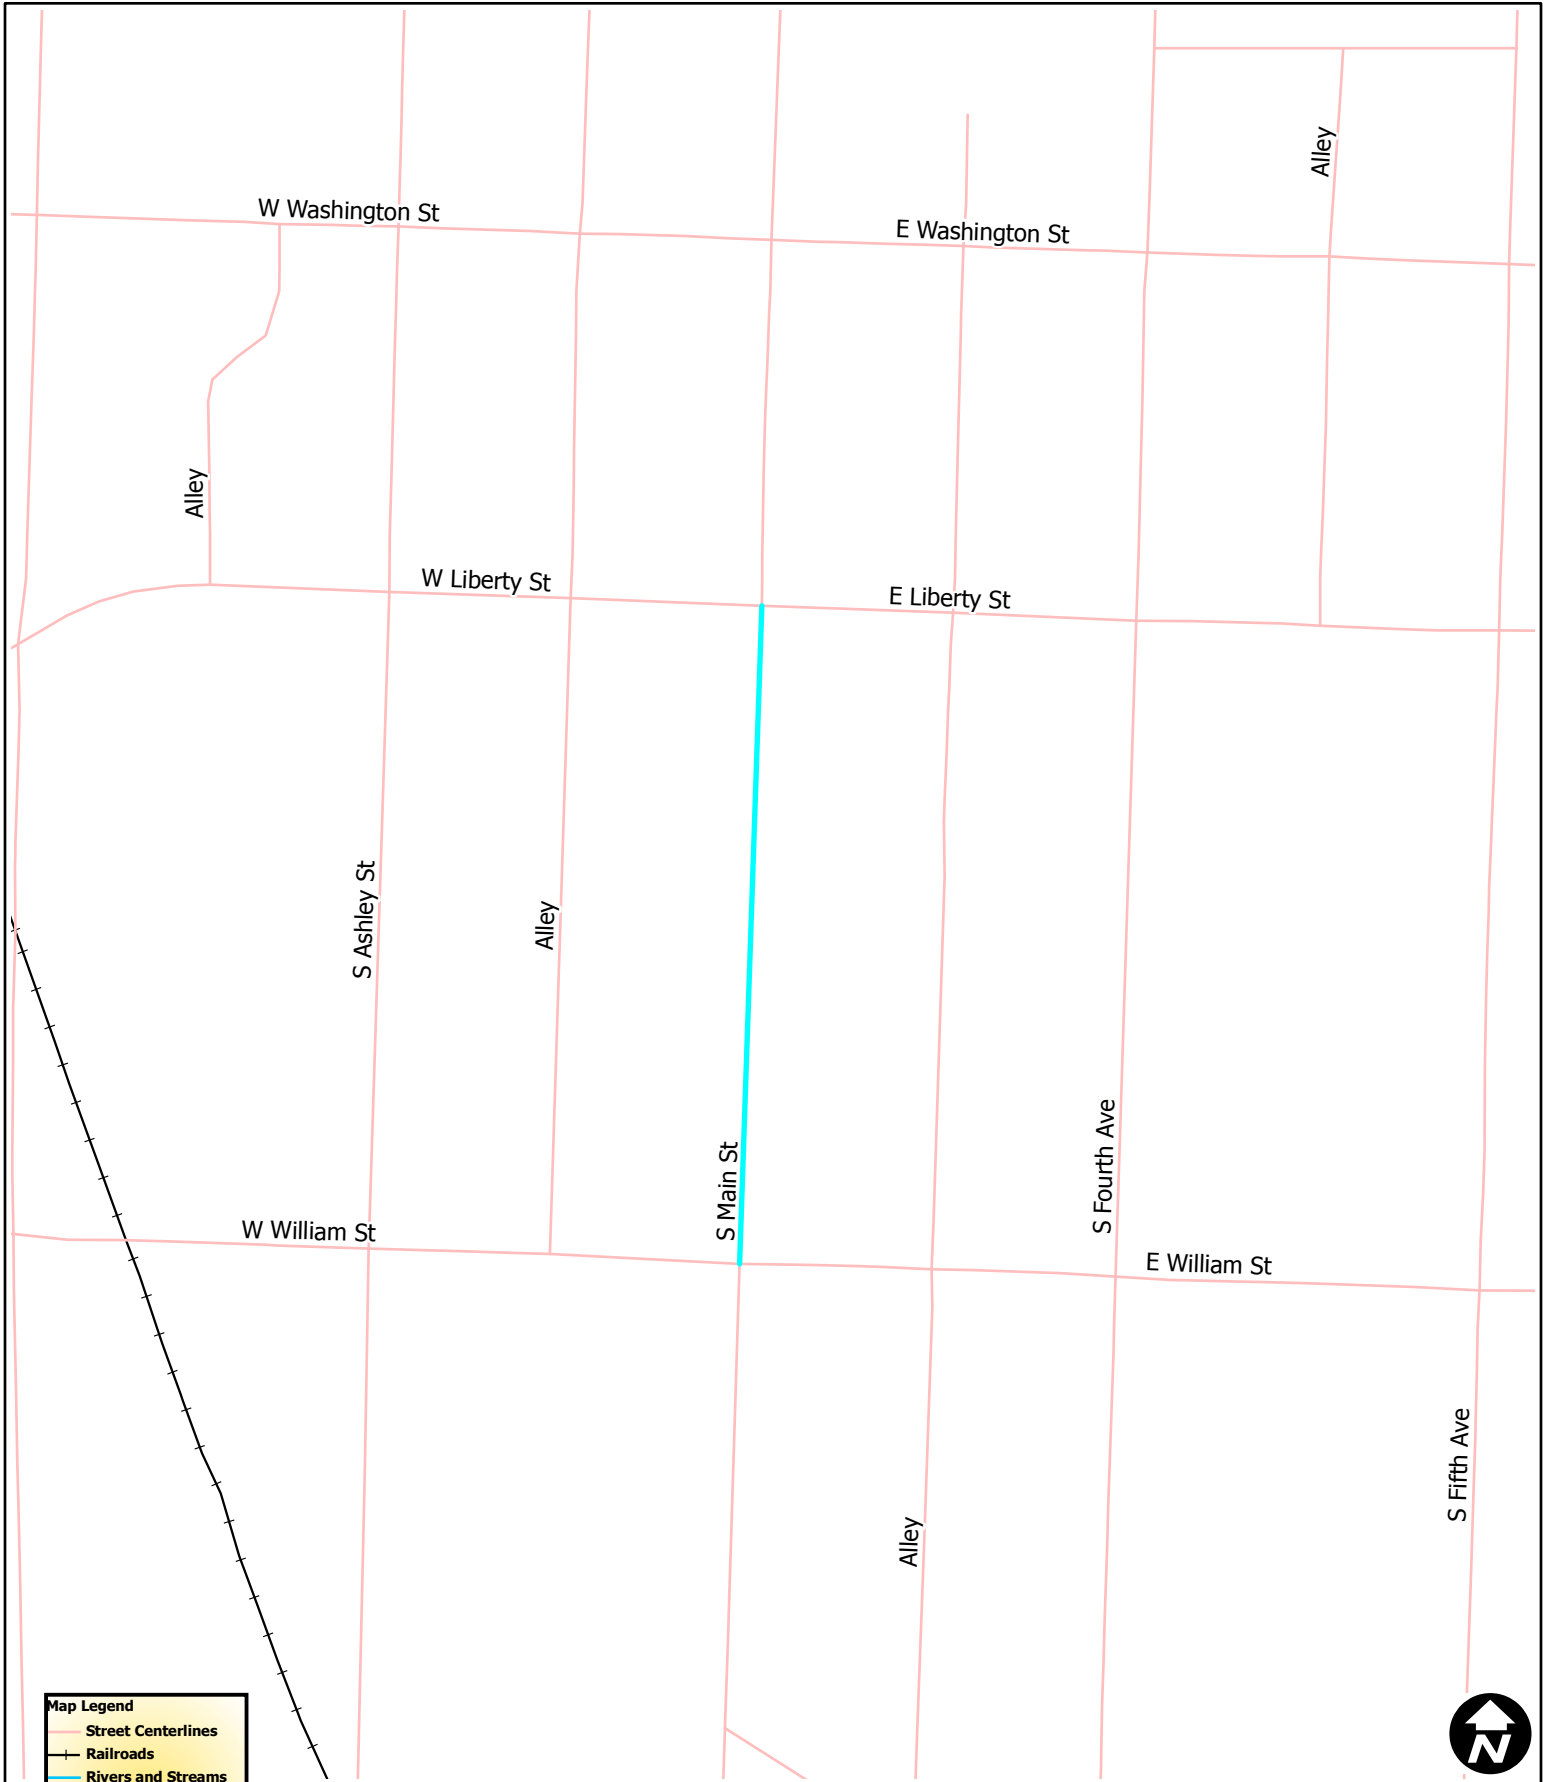 Alley
W Washington St
E Washington St
Alley
W Liberty St
E Liberty St
S Ashley St
Alley
S Main St
S Fourth Ave
W William St
E William St
S Fifth Ave
Alley
Map Legend
Street Centerlines
Railroads
Rivers and Streams
N